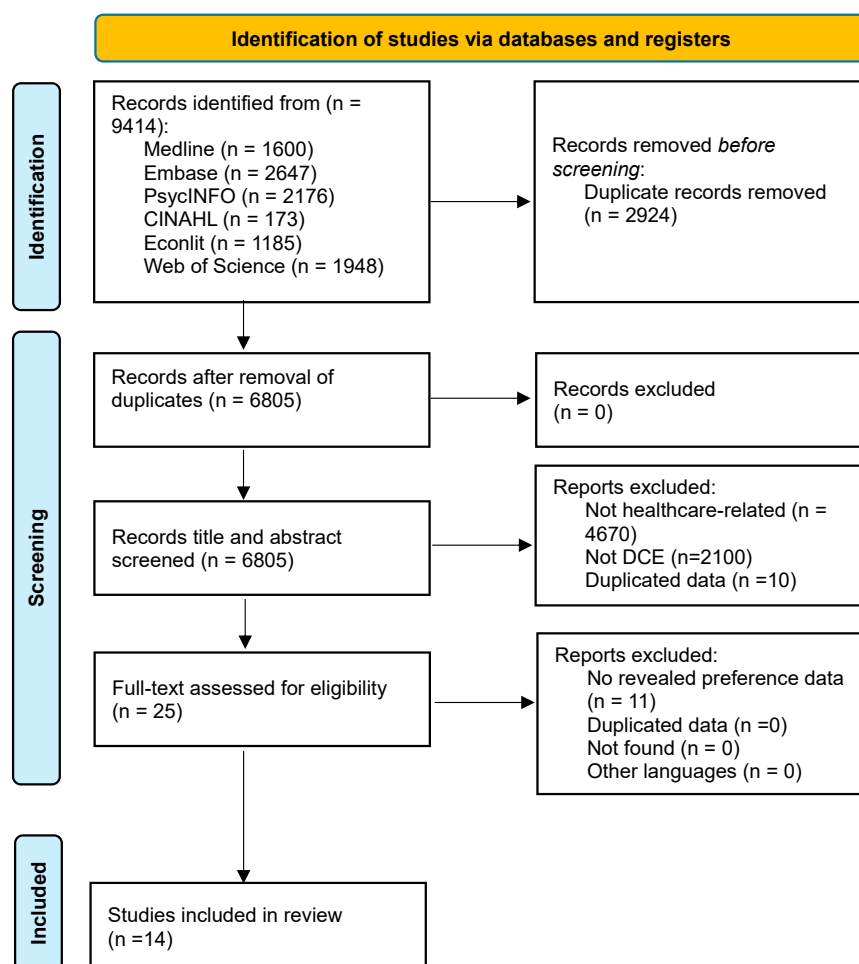 Identification of studies via databases and registers
Identification
Records identified from (n =
9414):
Medline (n = 1600)
Embase (n = 2647)
PsycINFO (n = 2176)
CINAHL (n = 173)
Econlit (n = 1185)
Web of Science (n = 1948)
Records removed before
screening:
Duplicate records removed
(n = 2924)
Screening
Records after removal of
duplicates (n = 6805)
Records excluded
(n = 0)
Records title and abstract
screened (n = 6805)
Reports excluded:
Not healthcare-related (n =
4670)
Not DCE (n=2100)
Duplicated data (n =10)
Full-text assessed for eligibility
(n = 25)
Reports excluded:
No revealed preference data
(n = 11)
Duplicated data (n =0)
Not found (n = 0)
Other languages (n = 0)
Included
Studies included in review
(n =14)